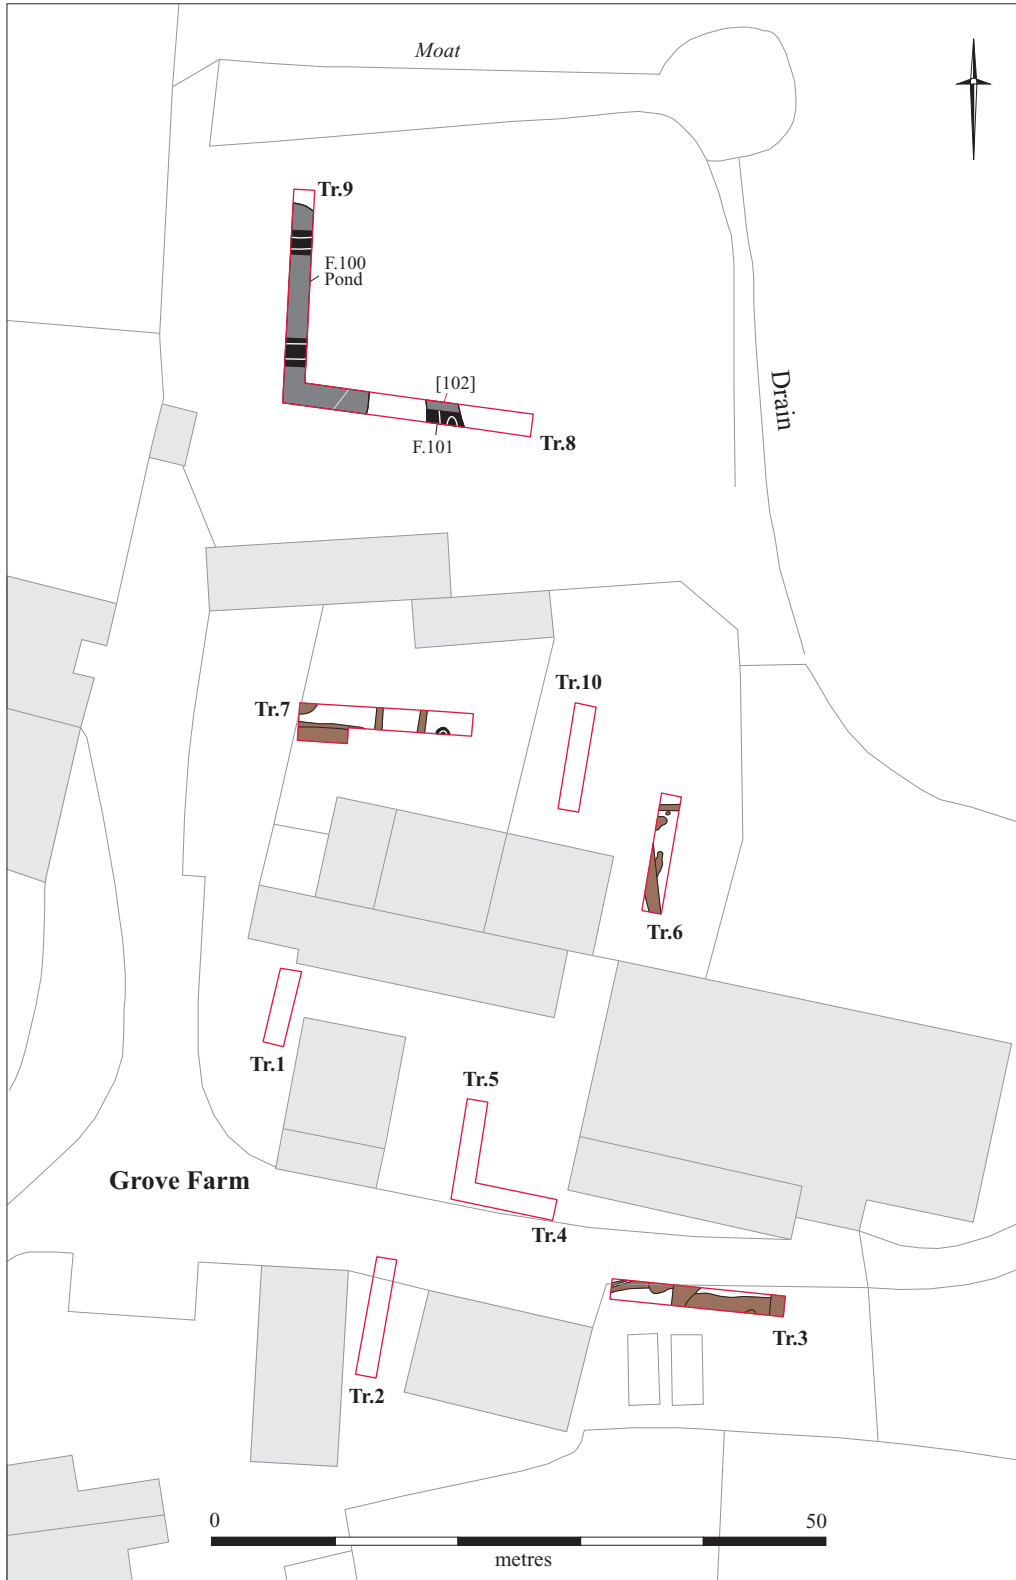 Moat
Tr.9
F.100
Pond
[102]
F.101
Tr.8
Drain
Tr.10
Tr.7
Tr.6
Tr.1
Tr.5
Grove Farm
Tr.4
Tr.3
Tr.2
0 50
metres